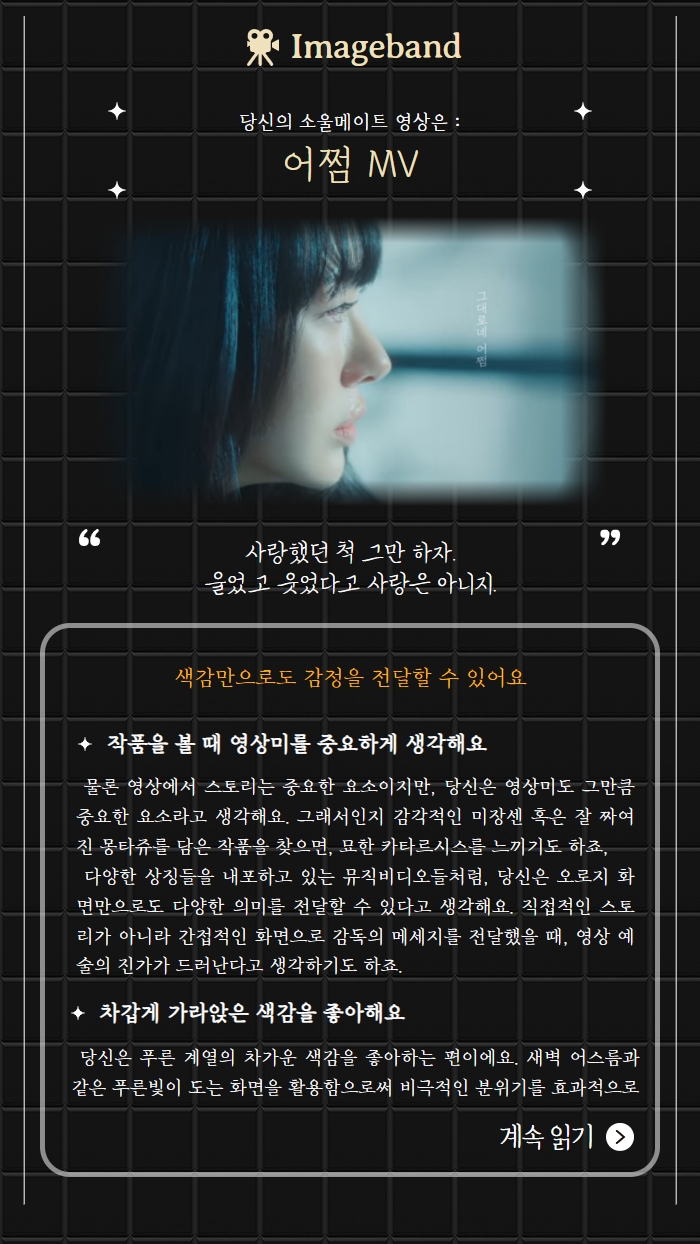 Imageband
당신의 소울메이트 영상은 :
어쩜 MV
그대로네 어쩜
“ ”
사랑했던 척 그만 하자.
울었고 웃었다고 사랑은 아니지.
색감만으로도 감정을 전달할 수 있어요
작품을 볼 때 영상미를 중요하게 생각해요
물론 영상에서 스토리는 중요한 요소이지만, 당신은 영상미도 그만큼
중요한 요소라고 생각해요. 그래서인지 감각적인 미장센 혹은 잘 짜여
진 몽타쥬를 담은 작품을 찾으면, 묘한 카타르시스를 느끼기도 하죠,
다양한 상징들을 내포하고 있는 뮤직비디오들처럼, 당신은 오로지 화
면만으로도 다양한 의미를 전달할 수 있다고 생각해요. 직접적인 스토
리가 아니라 간접적인 화면으로 감독의 메세지를 전달했을 때, 영상 예
술의 진가가 드러난다고 생각하기도 하죠.
차갑게 가라앉은 색감을 좋아해요
당신은 푸른 계열의 차가운 색감을 좋아하는 편이에요. 새벽 어스름과
같은 푸른빛이 도는 화면을 활용함으로써 비극적인 분위기를 효과적으로
계속 읽기